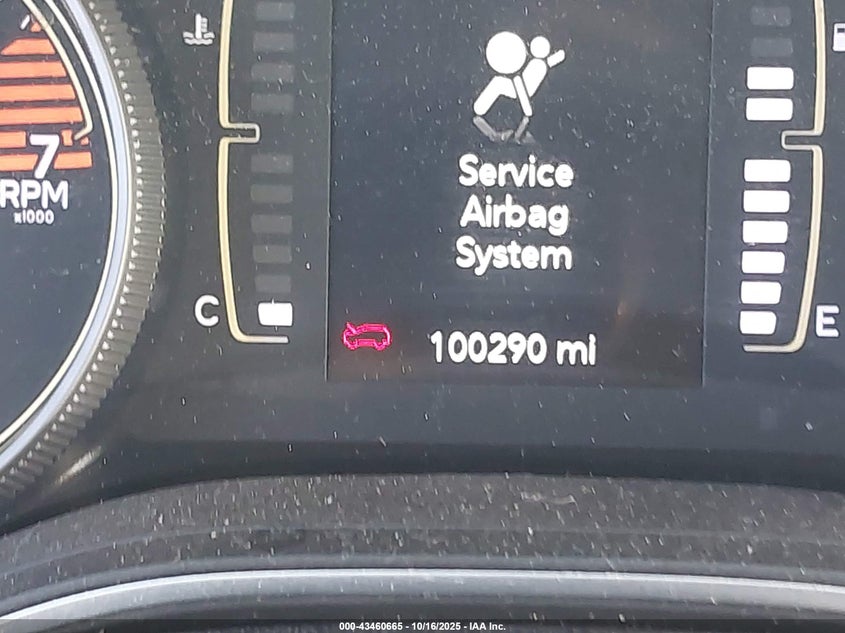 7
RPM
x1000
Service
Airbag
System
C
E
100290 mi
000-43460665 - 10/16/2025 - IAA Inc.